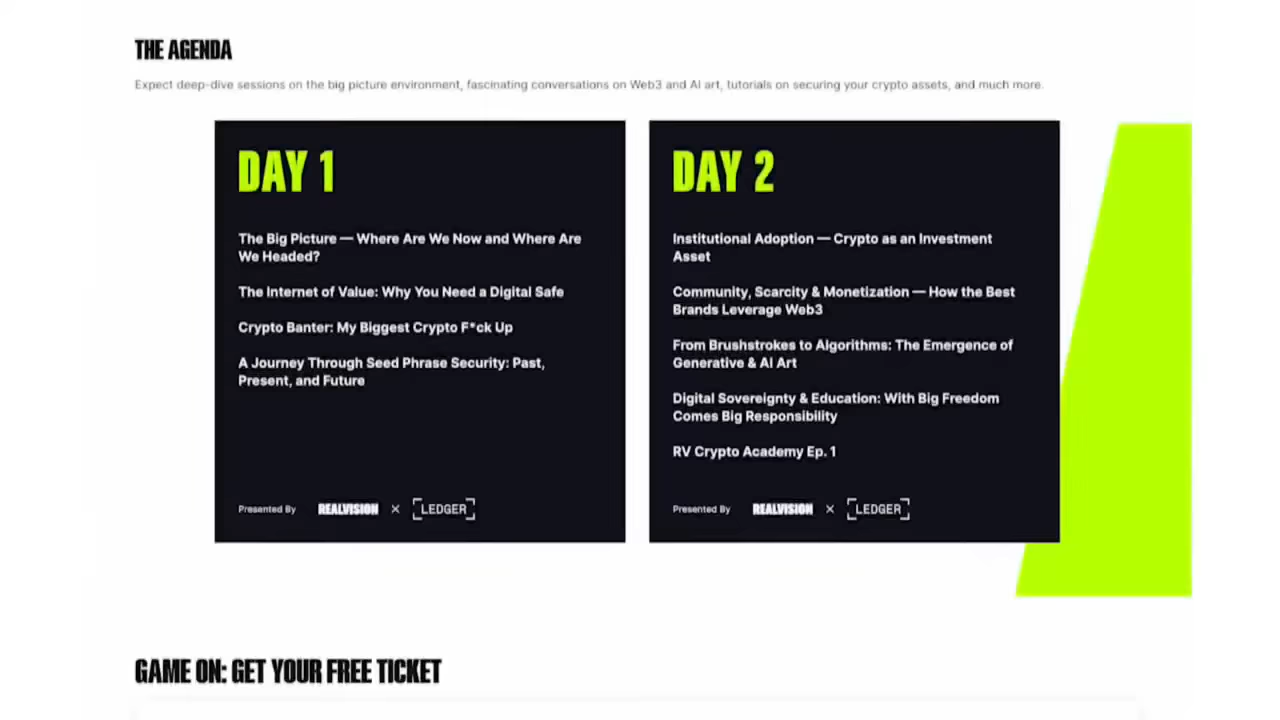 THE AGENDA
Expect deep-dive sessions on the big picture environment, fascinating conversations on Web3 and AI art, tutorials on securing your crypto assets, and much more.
DAY 1
The Big Picture — Where Are We Now and Where Are
We Headed?
The Internet of Value: Why You Need a Digital Safe
Crypto Banter: My Biggest Crypto F*ck Up
A Journey Through Seed Phrase Security: Past,
Present, and Future
Presented By REALVISION × LEDGER
DAY 2
Institutional Adoption — Crypto as an Investment
Asset
Community, Scarcity & Monetization — How the Best
Brands Leverage Web3
From Brushstrokes to Algorithms: The Emergence of
Generative & AI Art
Digital Sovereignty & Education: With Big Freedom
Comes Big Responsibility
RV Crypto Academy Ep. 1
Presented By REALVISION × LEDGER
GAME ON: GET YOUR FREE TICKET